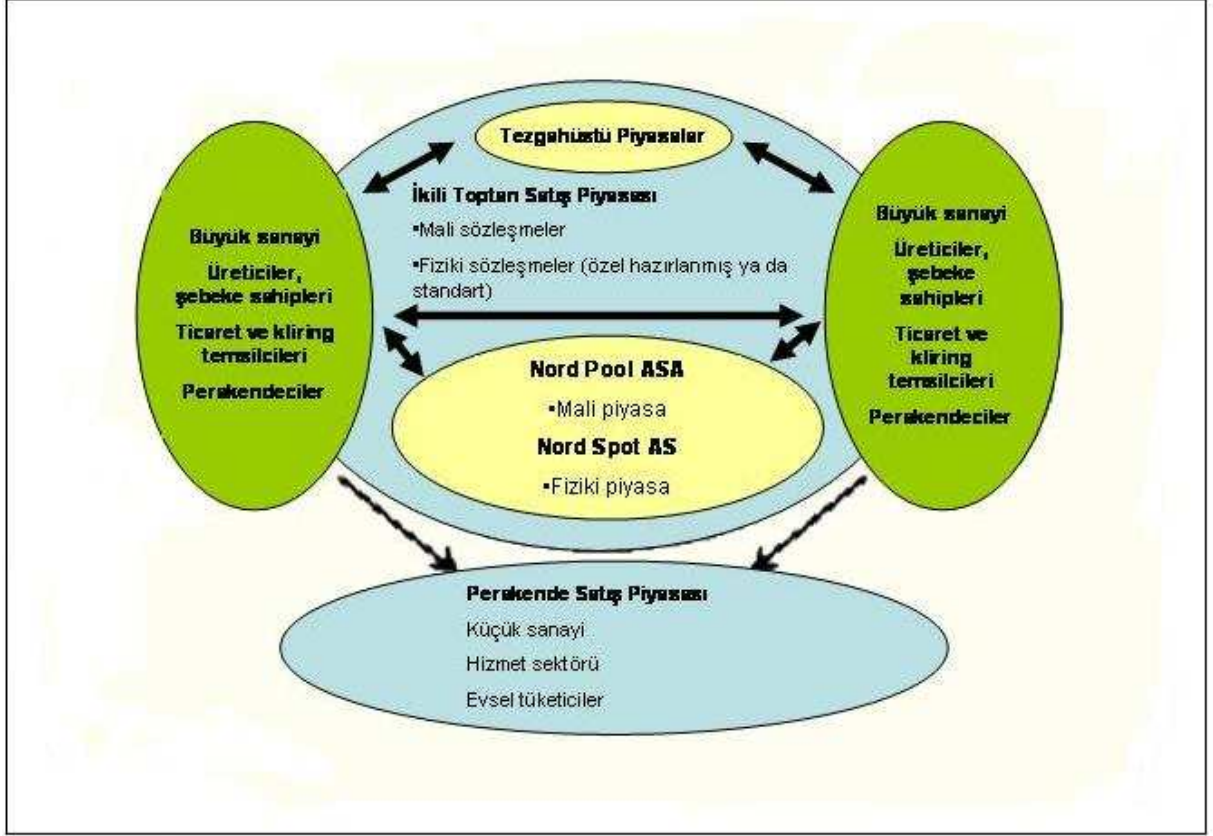 Tezgahüstü Piyasalar
İkili Toptan Satış Piyasası
▪Mali sözleşmeler
▪Fiziki sözleşmeler (özel hazırlanmış ya da
standart)
Büyük sanayi
Üreticiler,
şebeke sahipleri
Ticaret ve kliring
temsilcileri
Perakendeciler
Büyük sanayi
Üreticiler,
şebeke
sahipleri
Ticaret ve
kliring
temsilcileri
Perakendeciler
Nord Pool ASA
▪Mali piyasa
Nord Spot AS
▪Fiziki piyasa
Perakende Satış Piyasası
Küçük sanayi
Hizmet sektörü
Evsel tüketiciler